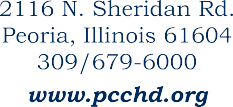 2116 N. Sheridan Rd.
Peoria, Illinois 61604
309/679-6000
www.pcchd.org